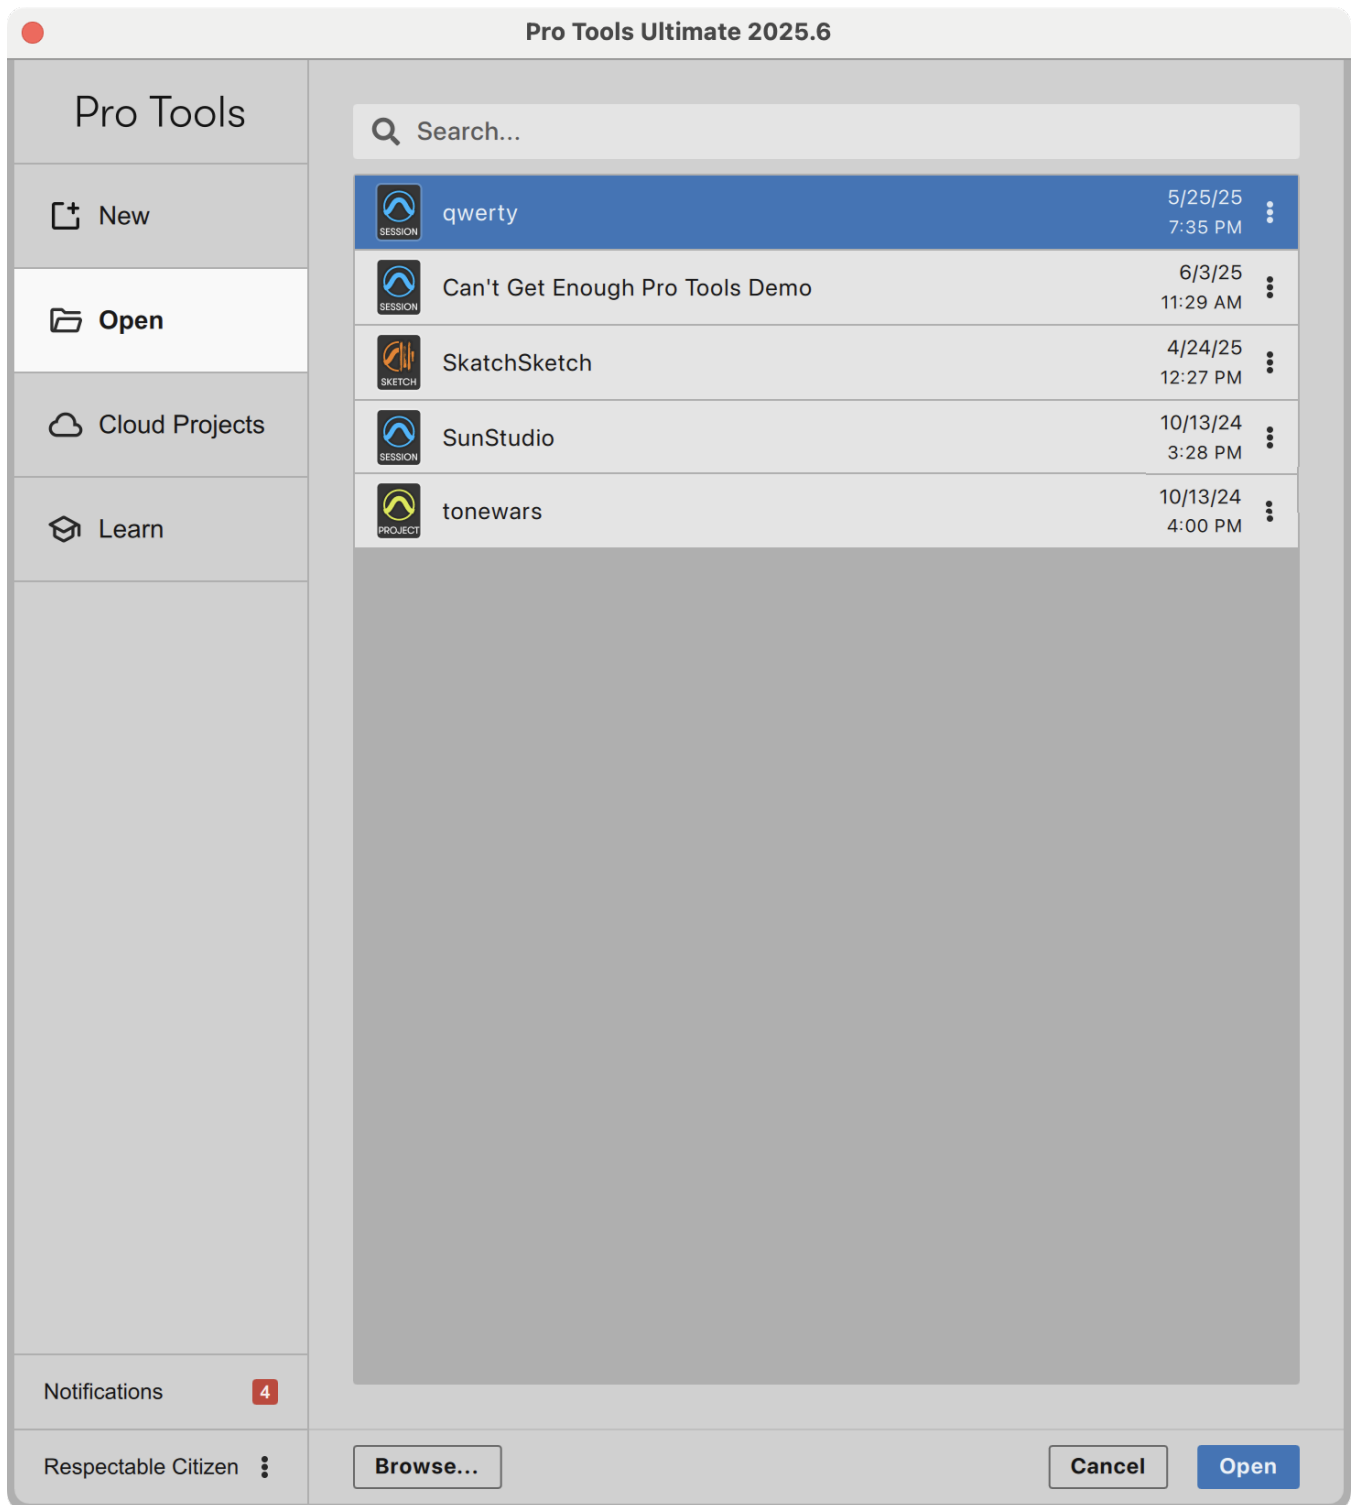 Pro Tools Ultimate 2025.6
Pro Tools
New
Open
Cloud Projects
Learn
Notifications 4
Respectable Citizen
Search...
SESSION qwerty 5/25/25
7:35 PM
SESSION Can't Get Enough Pro Tools Demo 6/3/25
11:29 AM
SKETCH SkatchSketch 4/24/25
12:27 PM
SESSION SunStudio 10/13/24
3:28 PM
PROJECT tonewars 10/13/24
4:00 PM
Browse... Cancel Open